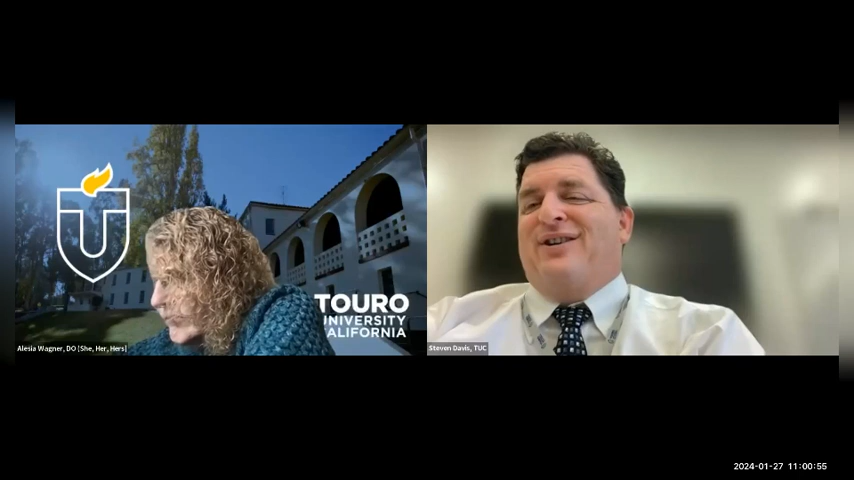 TOURO
UNIVERSITY
CALIFORNIA
Alesia Wagner, DO [She, Her, Hers]
Steven Davis, TUC
2024-01-27 11:00:55